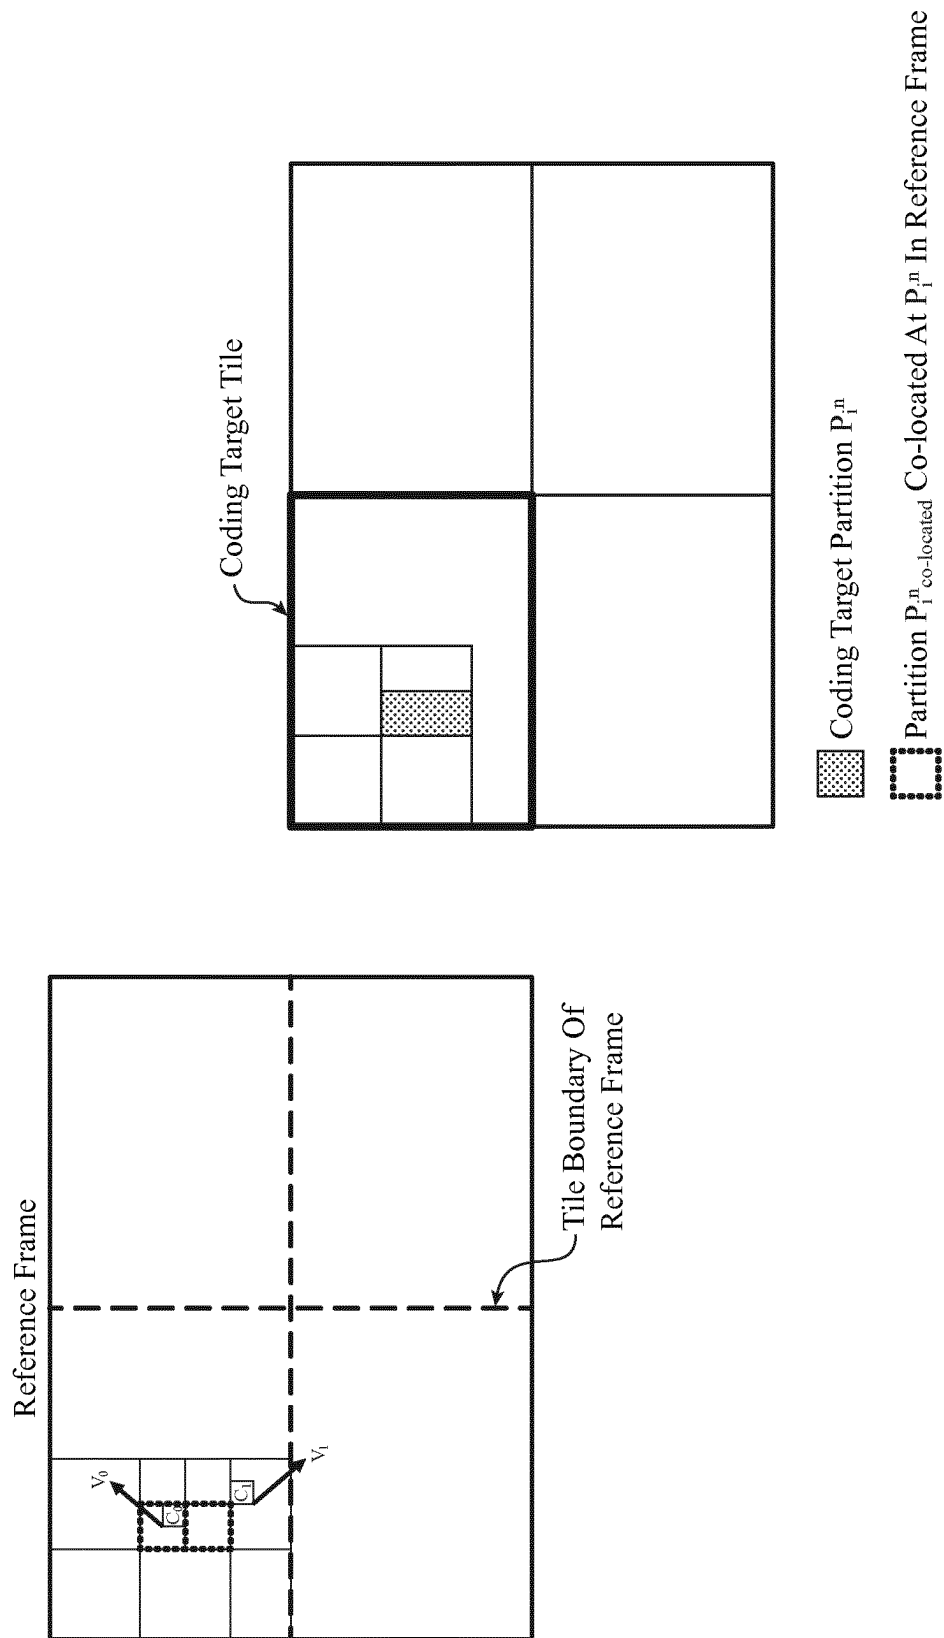 Reference Frame
V₀
C₀
C₁
V₁
Tile Boundary Of
Reference Frame
Coding Target Tile
Coding Target Partition Pᵢⁿ
Partition Pᵢⁿ co-located Co-located At Pᵢⁿ In Reference Frame